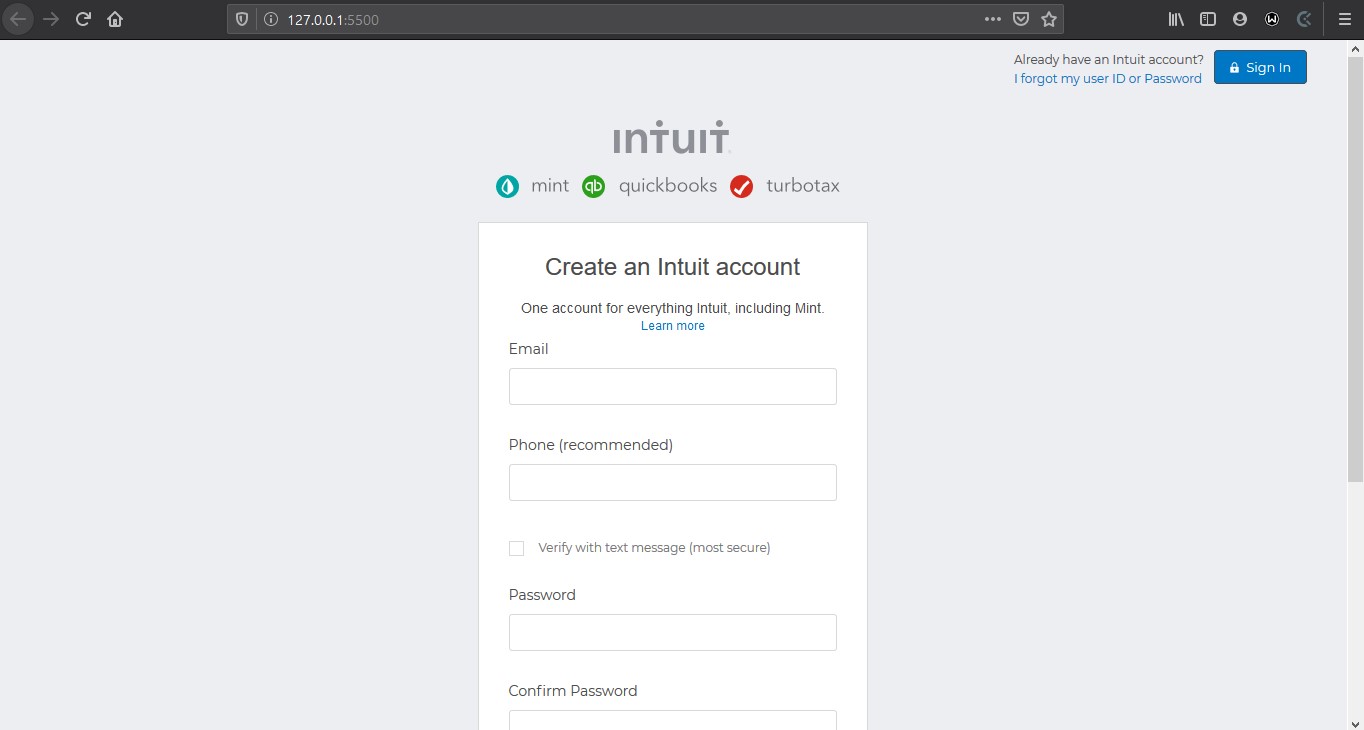 127.0.0.1:5500
Already have an Intuit account?
I forgot my user ID or Password
Sign In
intuit
mint qb quickbooks turbotax
Create an Intuit account
One account for everything Intuit, including Mint.
Learn more
Email
Phone (recommended)
Verify with text message (most secure)
Password
Confirm Password